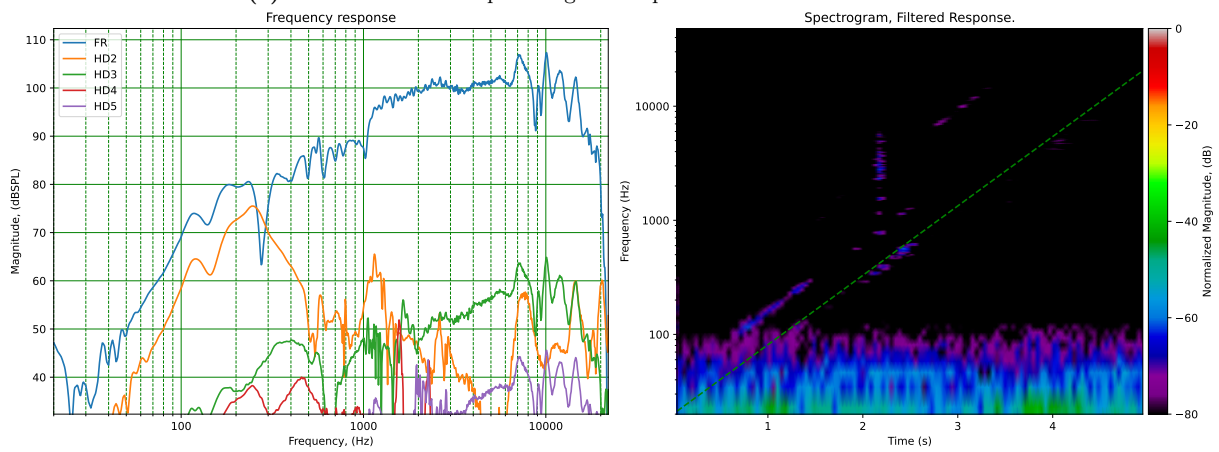 Frequency response
110
100
90
80
70
60
50
40
Magnitude, (dBSPL)
FR
HD2
HD3
HD4
HD5
100
1000
10000
Frequency, (Hz)
Spectrogram, Filtered Response.
10000
1000
100
Frequency (Hz)
1
2
3
4
Time (s)
0
−20
−40
−60
−80
Normalized Magnitude, (dB)